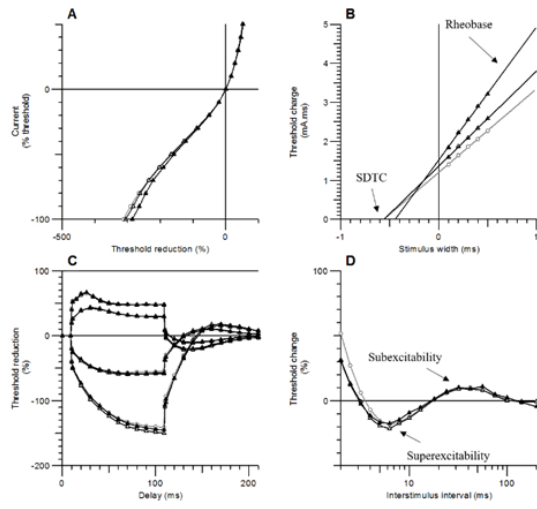 A
Current
(% threshold)
0
-100
-500
0
Threshold reduction (%)
B
Threshold charge
(mA.ms)
5
4
3
2
1
0
-1
0
1
Stimulus width (ms)
Rheobase
SDTC
C
Threshold reduction
(%)
100
0
-100
-200
0
100
200
Delay (ms)
D
Threshold change
(%)
100
0
10
100
Interstimulus interval (ms)
Subexcitability
Superexcitability